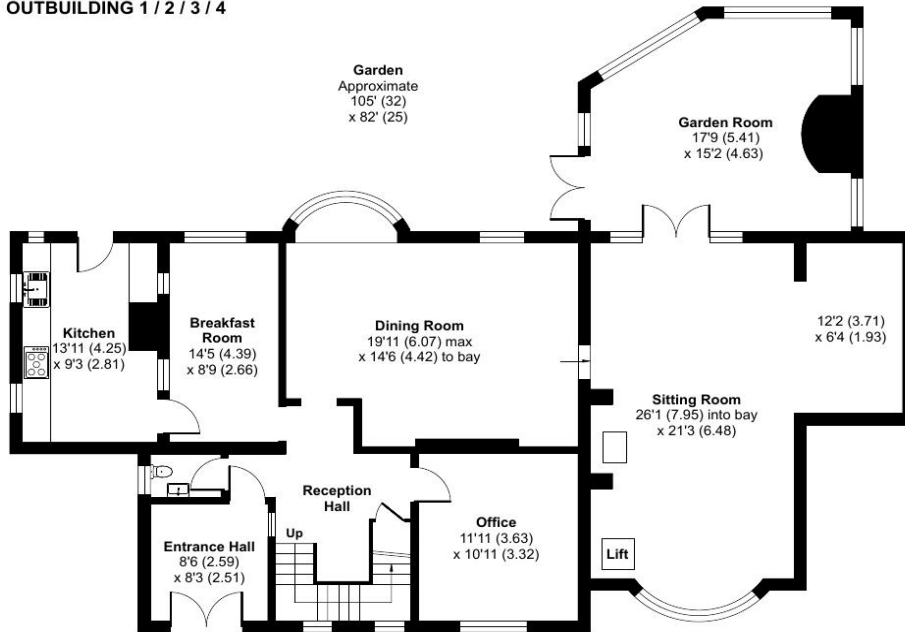 OUTBUILDING 1 / 2 / 3 / 4
Garden
Approximate
105' (32)
x 82' (25)
Garden Room
17'9 (5.41)
x 15'2 (4.63)
Kitchen
13'11 (4.25)
x 9'3 (2.81)
Breakfast
Room
14'5 (4.39)
x 8'9 (2.66)
Dining Room
19'11 (6.07) max
x 14'6 (4.42) to bay
12'2 (3.71)
x 6'4 (1.93)
Sitting Room
26'1 (7.95) into bay
x 21'3 (6.48)
Reception
Hall
Up
Entrance Hall
8'6 (2.59)
x 8'3 (2.51)
Office
11'11 (3.63)
x 10'11 (3.32)
Lift